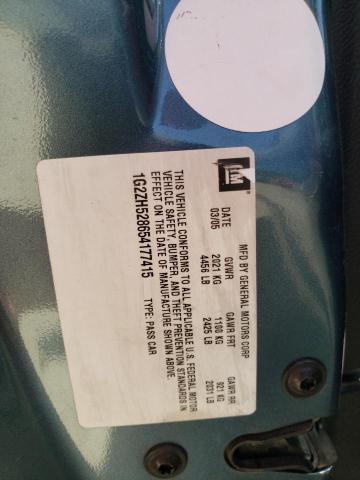 GM
MFD BY GENERAL MOTORS CORP
DATE GVWR GAWR FRT GAWR RR
03/05 2021 KG 1100 KG 921 KG
4456 LB 2425 LB 2031 LB
THIS VEHICLE CONFORMS TO ALL APPLICABLE U.S. FEDERAL MOTOR
VEHICLE SAFETY, BUMPER, AND THEFT PREVENTION STANDARDS IN
EFFECT ON THE DATE OF MANUFACTURE SHOWN ABOVE.
1G2ZH528654177415 TYPE: PASS CAR